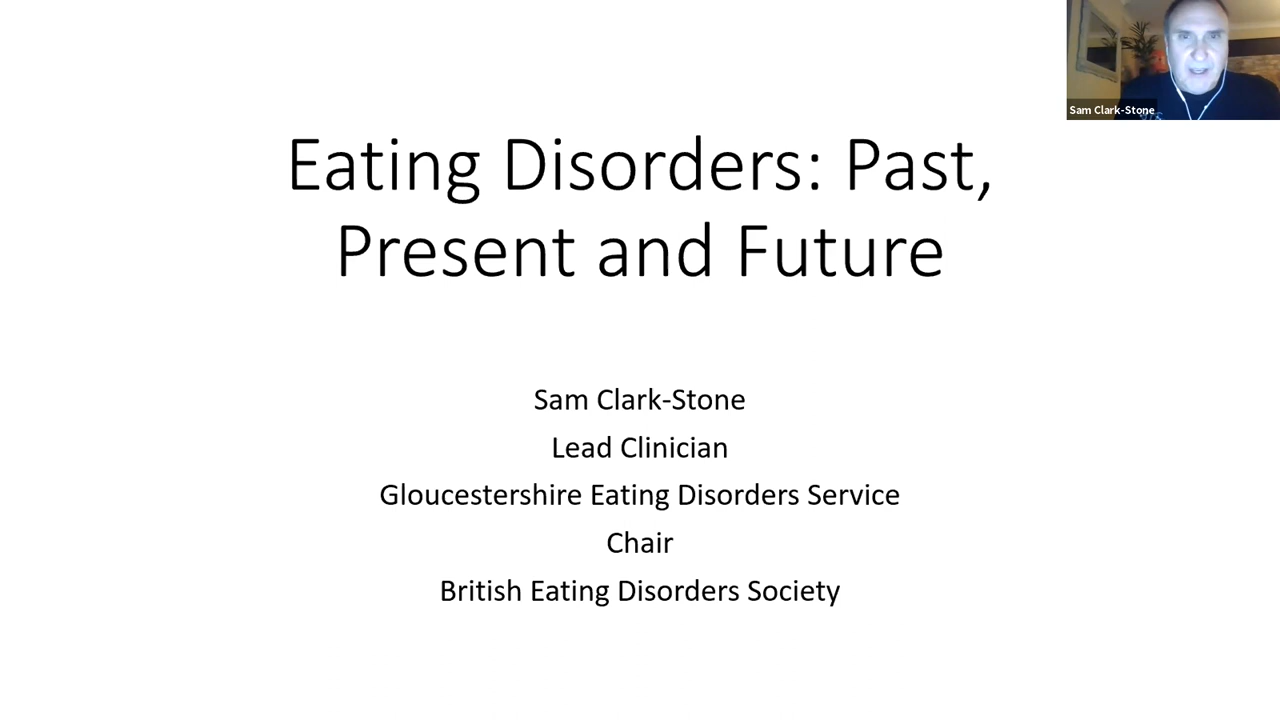 Sam Clark-Stone
Eating Disorders: Past,
Present and Future
Sam Clark-Stone
Lead Clinician
Gloucestershire Eating Disorders Service
Chair
British Eating Disorders Society